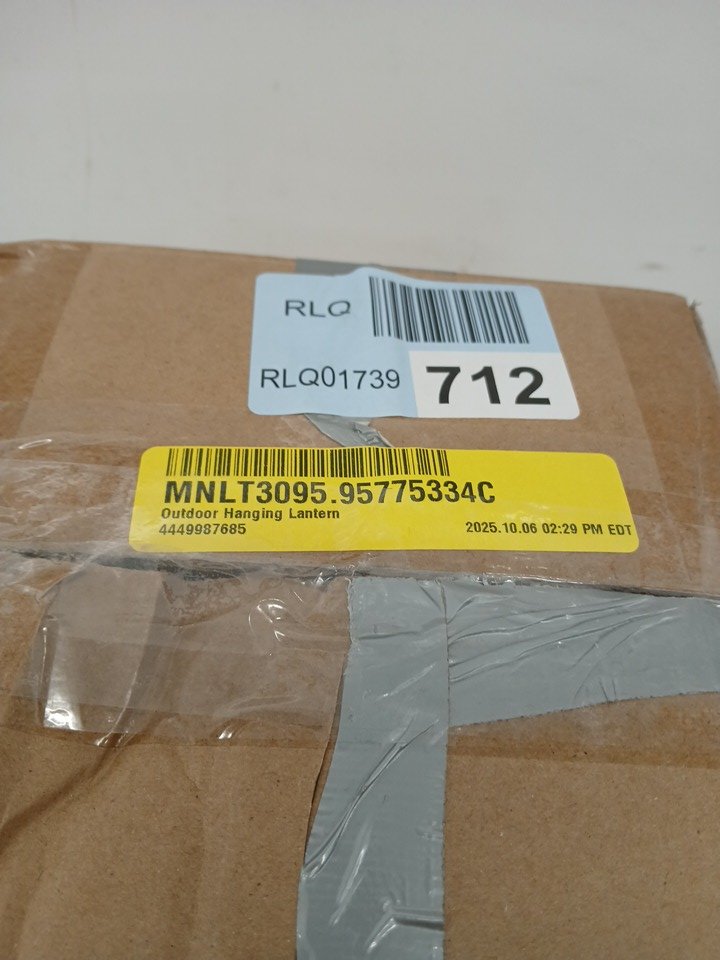 RLQ
RLQ01739
712
MNLT3095.95775334C
Outdoor Hanging Lantern
4449987685
2025.10.06 02:29 PM EDT